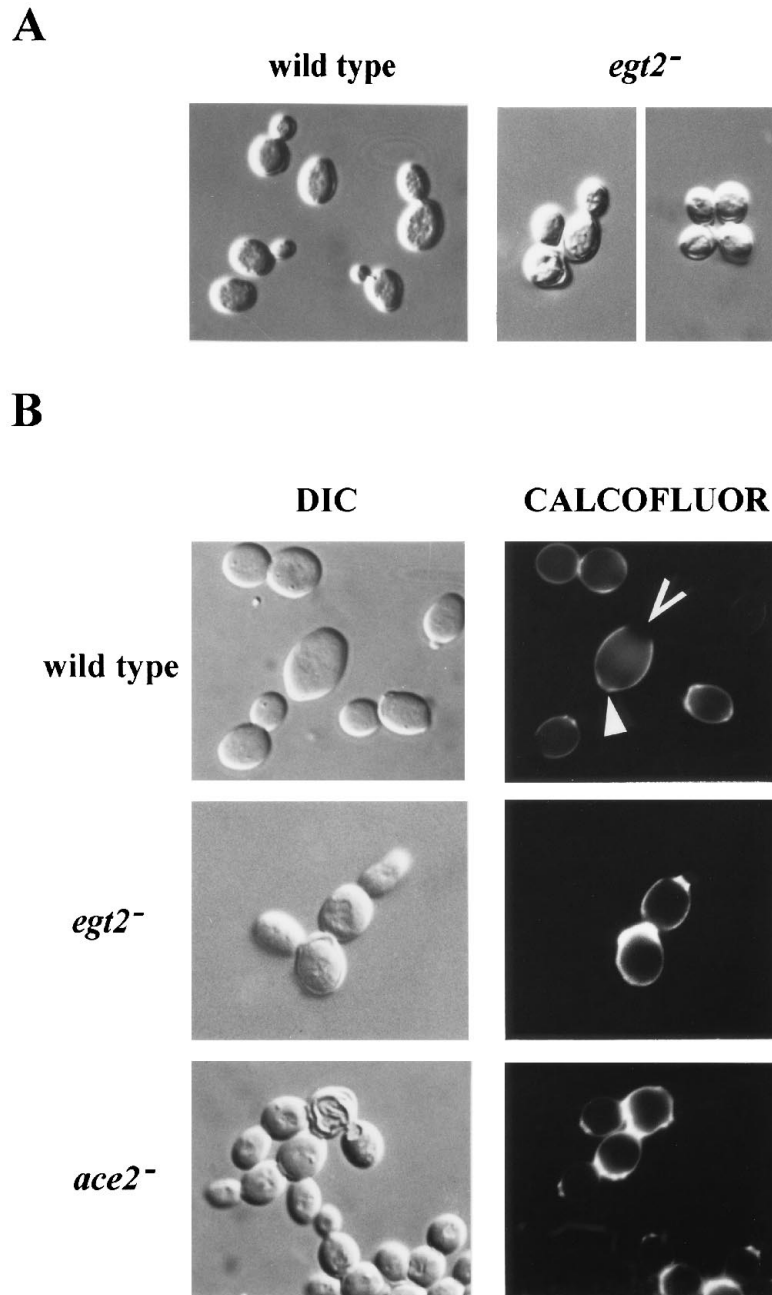 A
wild type
egt2-
B
DIC
CALCOFLUOR
wild type
egt2-
ace2-